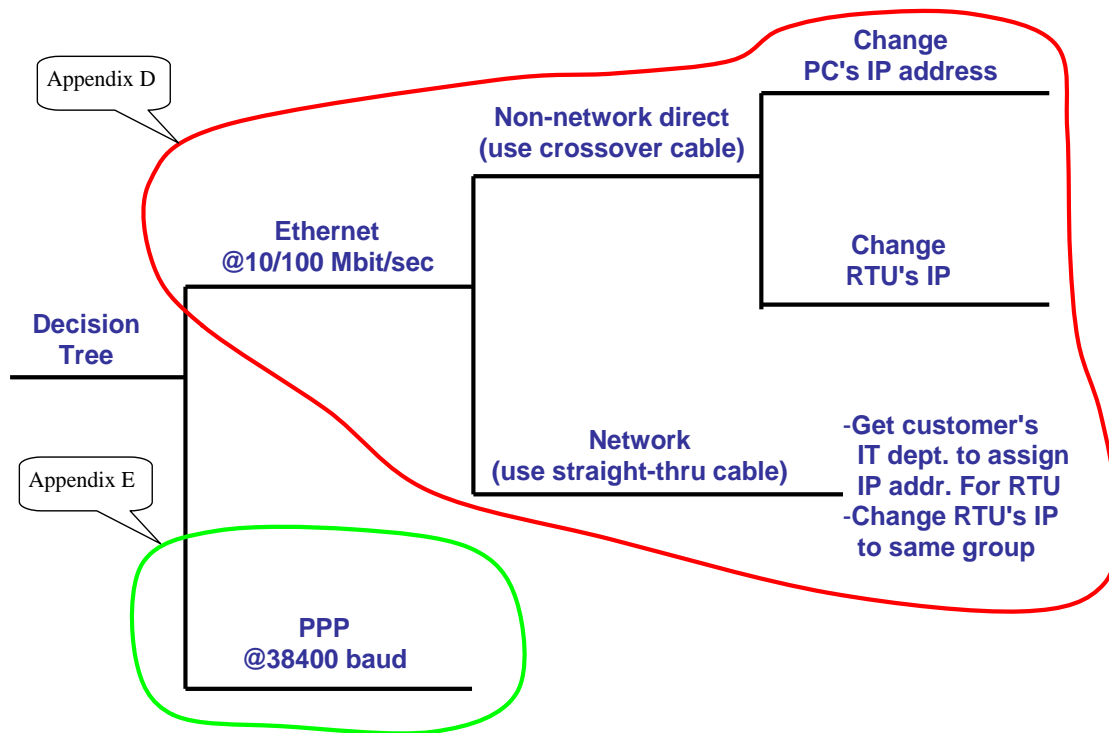 Appendix D
Change
PC's IP address
Non-network direct
(use crossover cable)
Ethernet
@10/100 Mbit/sec
Change
RTU's IP
Decision
Tree
Network
(use straight-thru cable)
-Get customer's
IT dept. to assign
IP addr. For RTU
-Change RTU's IP
to same group
Appendix E
PPP
@38400 baud